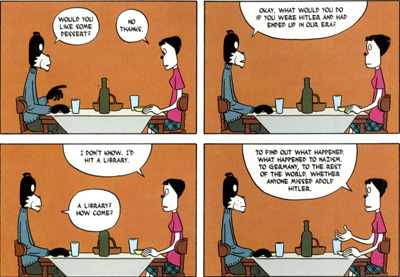 WOULD YOU
LIKE SOME
DESSERT?
NO
THANKS.
OKAY. WHAT WOULD YOU DO
IF YOU WERE HITLER AND HAD
ENDED UP IN OUR ERA?
I DON'T KNOW. I'D
HIT A LIBRARY.
A LIBRARY?
HOW COME?
TO FIND OUT WHAT HAPPENED.
WHAT HAPPENED TO NAZISM,
TO GERMANY, TO THE REST
OF THE WORLD. WHETHER
ANYONE MISSED ADOLF
HITLER.